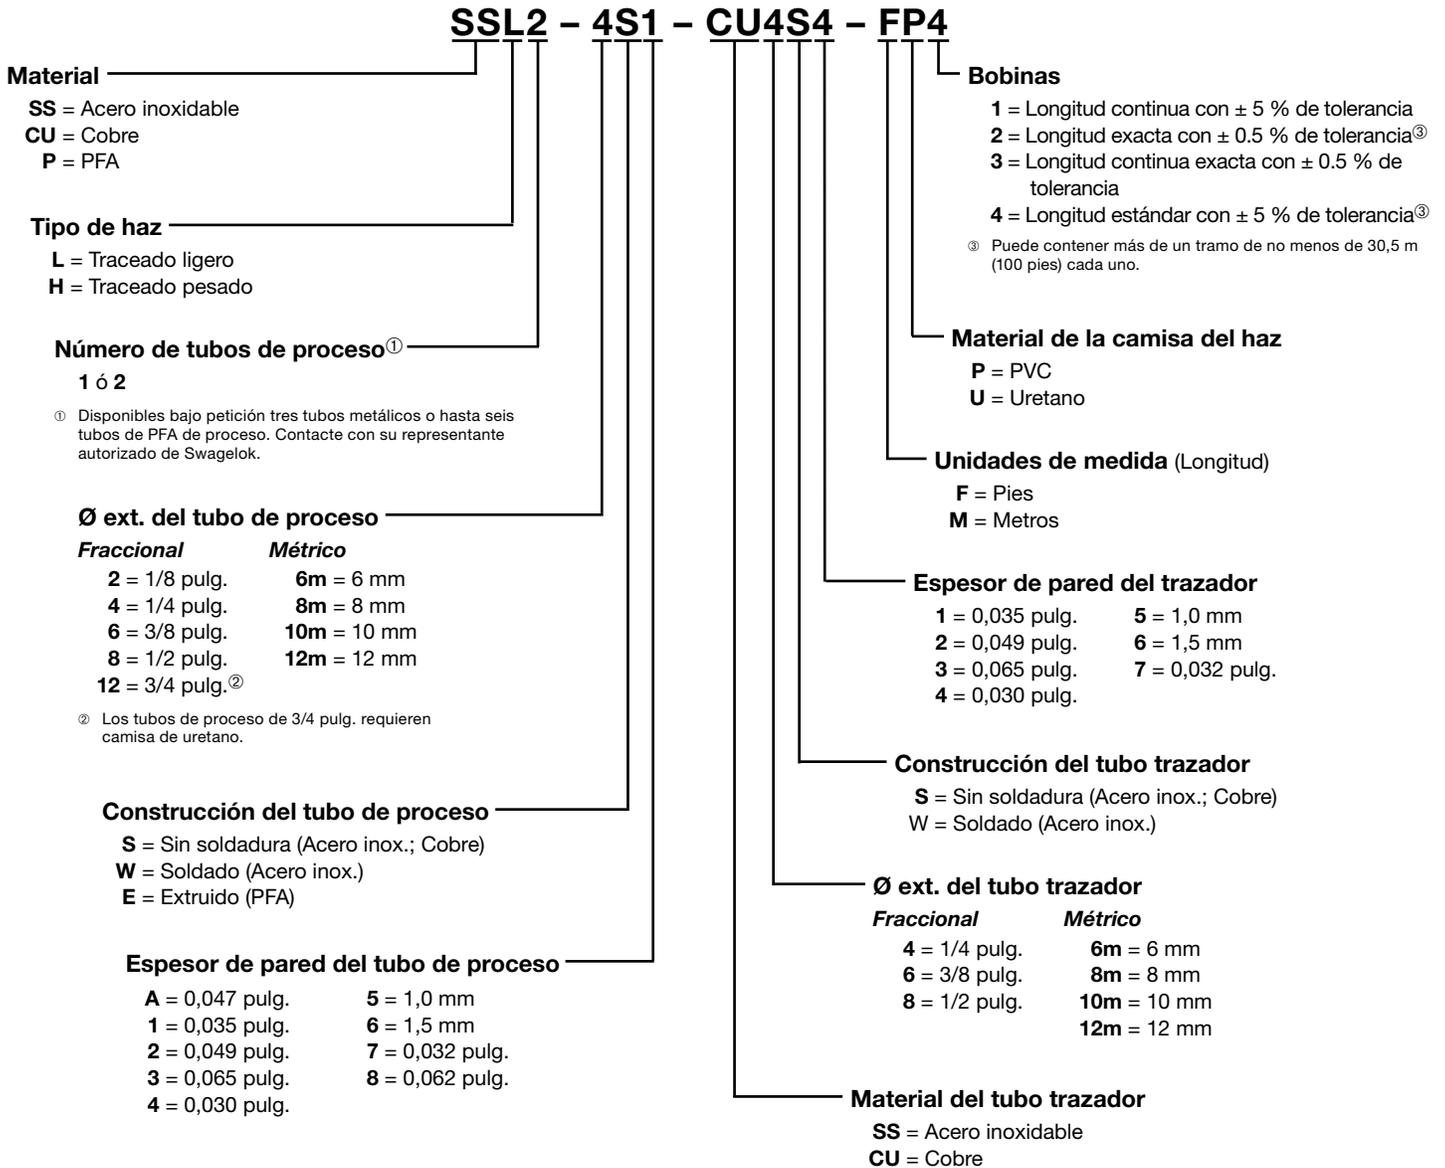 SSL2 – 4S1 – CU4S4 – FP4
Material
SS = Acero inoxidable
CU = Cobre
P = PFA
Tipo de haz
L = Traceado ligero
H = Traceado pesado
Número de tubos de proceso①
1 ó 2
① Disponibles bajo petición tres tubos metálicos o hasta seis
tubos de PFA de proceso. Contacte con su representante
autorizado de Swagelok.
Ø ext. del tubo de proceso
Fraccional Métrico
2 = 1/8 pulg. 6m = 6 mm
4 = 1/4 pulg. 8m = 8 mm
6 = 3/8 pulg. 10m = 10 mm
8 = 1/2 pulg. 12m = 12 mm
12 = 3/4 pulg.②
② Los tubos de proceso de 3/4 pulg. requieren
camisa de uretano.
Construcción del tubo de proceso
S = Sin soldadura (Acero inox.; Cobre)
W = Soldado (Acero inox.)
E = Extruido (PFA)
Espesor de pared del tubo de proceso
A = 0,047 pulg. 5 = 1,0 mm
1 = 0,035 pulg. 6 = 1,5 mm
2 = 0,049 pulg. 7 = 0,032 pulg.
3 = 0,065 pulg. 8 = 0,062 pulg.
4 = 0,030 pulg.
Bobinas
1 = Longitud continua con ± 5 % de tolerancia
2 = Longitud exacta con ± 0.5 % de tolerancia③
3 = Longitud continua exacta con ± 0.5 % de
tolerancia
4 = Longitud estándar con ± 5 % de tolerancia③
③ Puede contener más de un tramo de no menos de 30,5 m
(100 pies) cada uno.
Material de la camisa del haz
P = PVC
U = Uretano
Unidades de medida (Longitud)
F = Pies
M = Metros
Espesor de pared del trazador
1 = 0,035 pulg. 5 = 1,0 mm
2 = 0,049 pulg. 6 = 1,5 mm
3 = 0,065 pulg. 7 = 0,032 pulg.
4 = 0,030 pulg.
Construcción del tubo trazador
S = Sin soldadura (Acero inox.; Cobre)
W = Soldado (Acero inox.)
Ø ext. del tubo trazador
Fraccional Métrico
4 = 1/4 pulg. 6m = 6 mm
6 = 3/8 pulg. 8m = 8 mm
8 = 1/2 pulg. 10m = 10 mm
12m = 12 mm
Material del tubo trazador
SS = Acero inoxidable
CU = Cobre